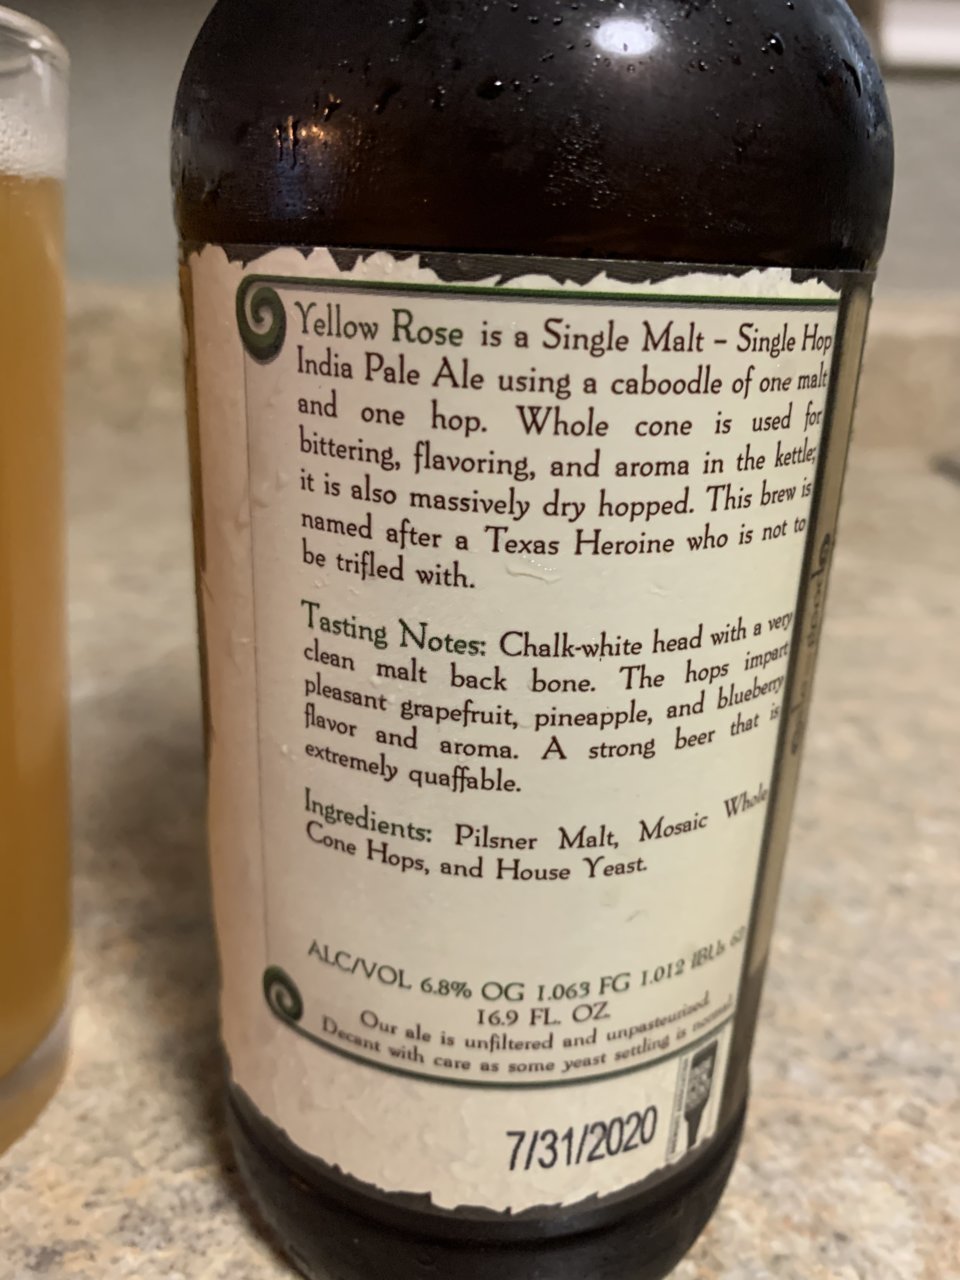 Yellow Rose is a Single Malt – Single Hop
India Pale Ale using a caboodle of one malt
and one hop. Whole cone is used for
bittering, flavoring, and aroma in the kettle;
it is also massively dry hopped. This brew is
named after a Texas Heroine who is not to
be trifled with.
Tasting Notes: Chalk-white head with a very
clean malt back bone. The hops impart
pleasant grapefruit, pineapple, and blueberry
flavor and aroma. A strong beer that is
extremely quaffable.
Ingredients: Pilsner Malt, Mosaic Whole
Cone Hops, and House Yeast.
ALC/VOL 6.8% OG 1.063 FG 1.012 IBUs 62
16.9 FL. OZ.
Our ale is unfiltered and unpasteurized.
Decant with care as some yeast settling is normal.
7/31/2020